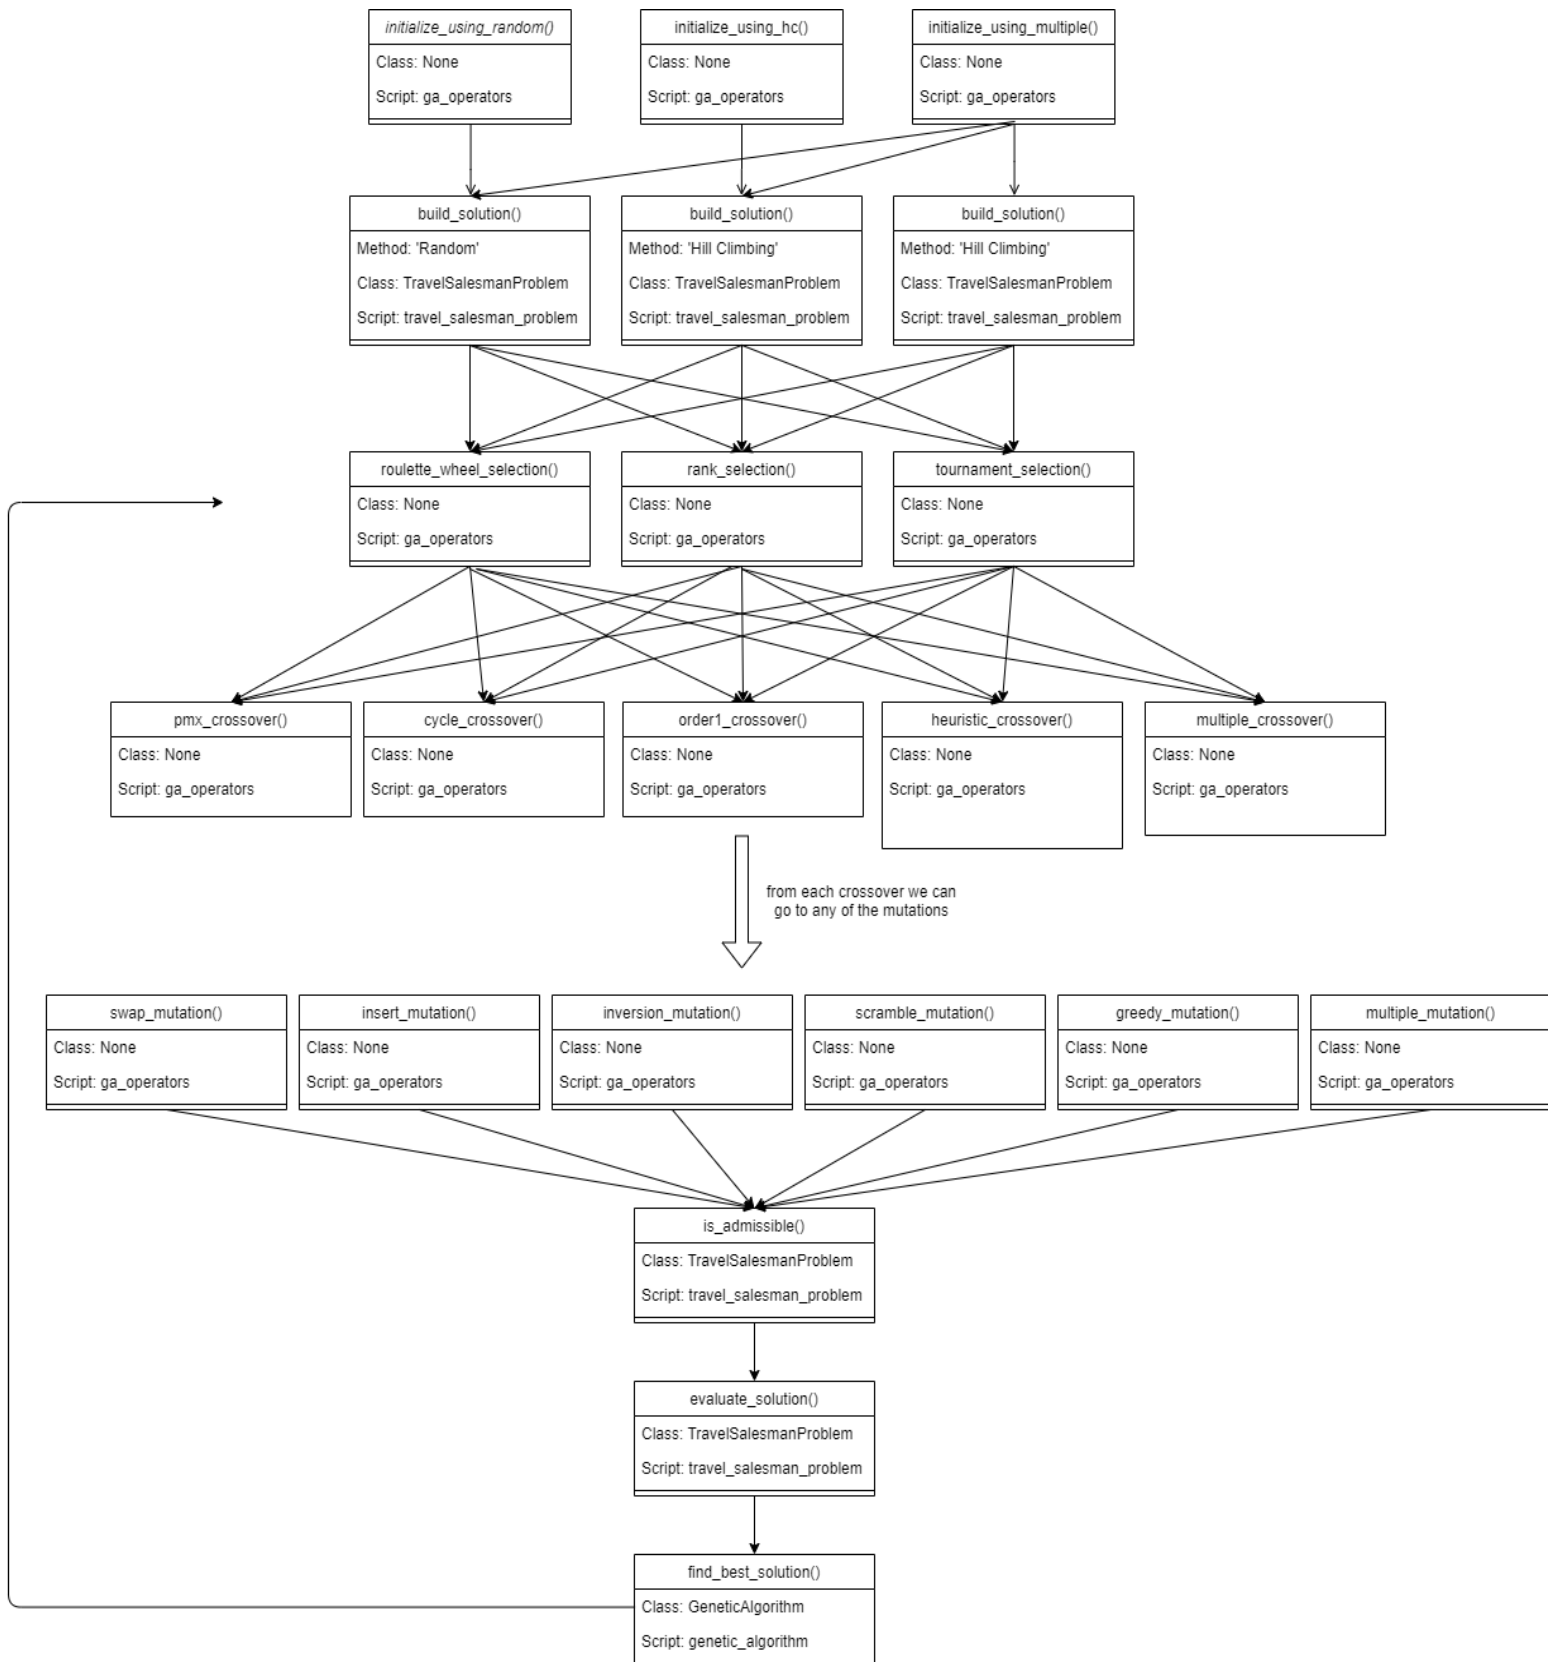 initialize_using_random()
Class: None
Script: ga_operators
initialize_using_hc()
Class: None
Script: ga_operators
initialize_using_multiple()
Class: None
Script: ga_operators
build_solution()
Method: 'Random'
Class: TravelSalesmanProblem
Script: travel_salesman_problem
build_solution()
Method: 'Hill Climbing'
Class: TravelSalesmanProblem
Script: travel_salesman_problem
build_solution()
Method: 'Hill Climbing'
Class: TravelSalesmanProblem
Script: travel_salesman_problem
roulette_wheel_selection()
Class: None
Script: ga_operators
rank_selection()
Class: None
Script: ga_operators
tournament_selection()
Class: None
Script: ga_operators
pmx_crossover()
Class: None
Script: ga_operators
cycle_crossover()
Class: None
Script: ga_operators
order1_crossover()
Class: None
Script: ga_operators
heuristic_crossover()
Class: None
Script: ga_operators
multiple_crossover()
Class: None
Script: ga_operators
from each crossover we can
go to any of the mutations
swap_mutation()
Class: None
Script: ga_operators
insert_mutation()
Class: None
Script: ga_operators
inversion_mutation()
Class: None
Script: ga_operators
scramble_mutation()
Class: None
Script: ga_operators
greedy_mutation()
Class: None
Script: ga_operators
multiple_mutation()
Class: None
Script: ga_operators
is_admissible()
Class: TravelSalesmanProblem
Script: travel_salesman_problem
evaluate_solution()
Class: TravelSalesmanProblem
Script: travel_salesman_problem
find_best_solution()
Class: GeneticAlgorithm
Script: genetic_algorithm